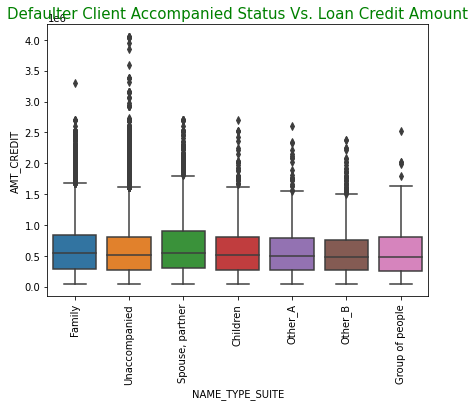 Defaulter Client Accompanied Status Vs. Loan Credit Amount
1e6
4.0
3.5
3.0
2.5
2.0
1.5
1.0
0.5
0.0
AMT_CREDIT
Family
Unaccompanied
Spouse, partner
Children
Other_A
Other_B
Group of people
NAME_TYPE_SUITE